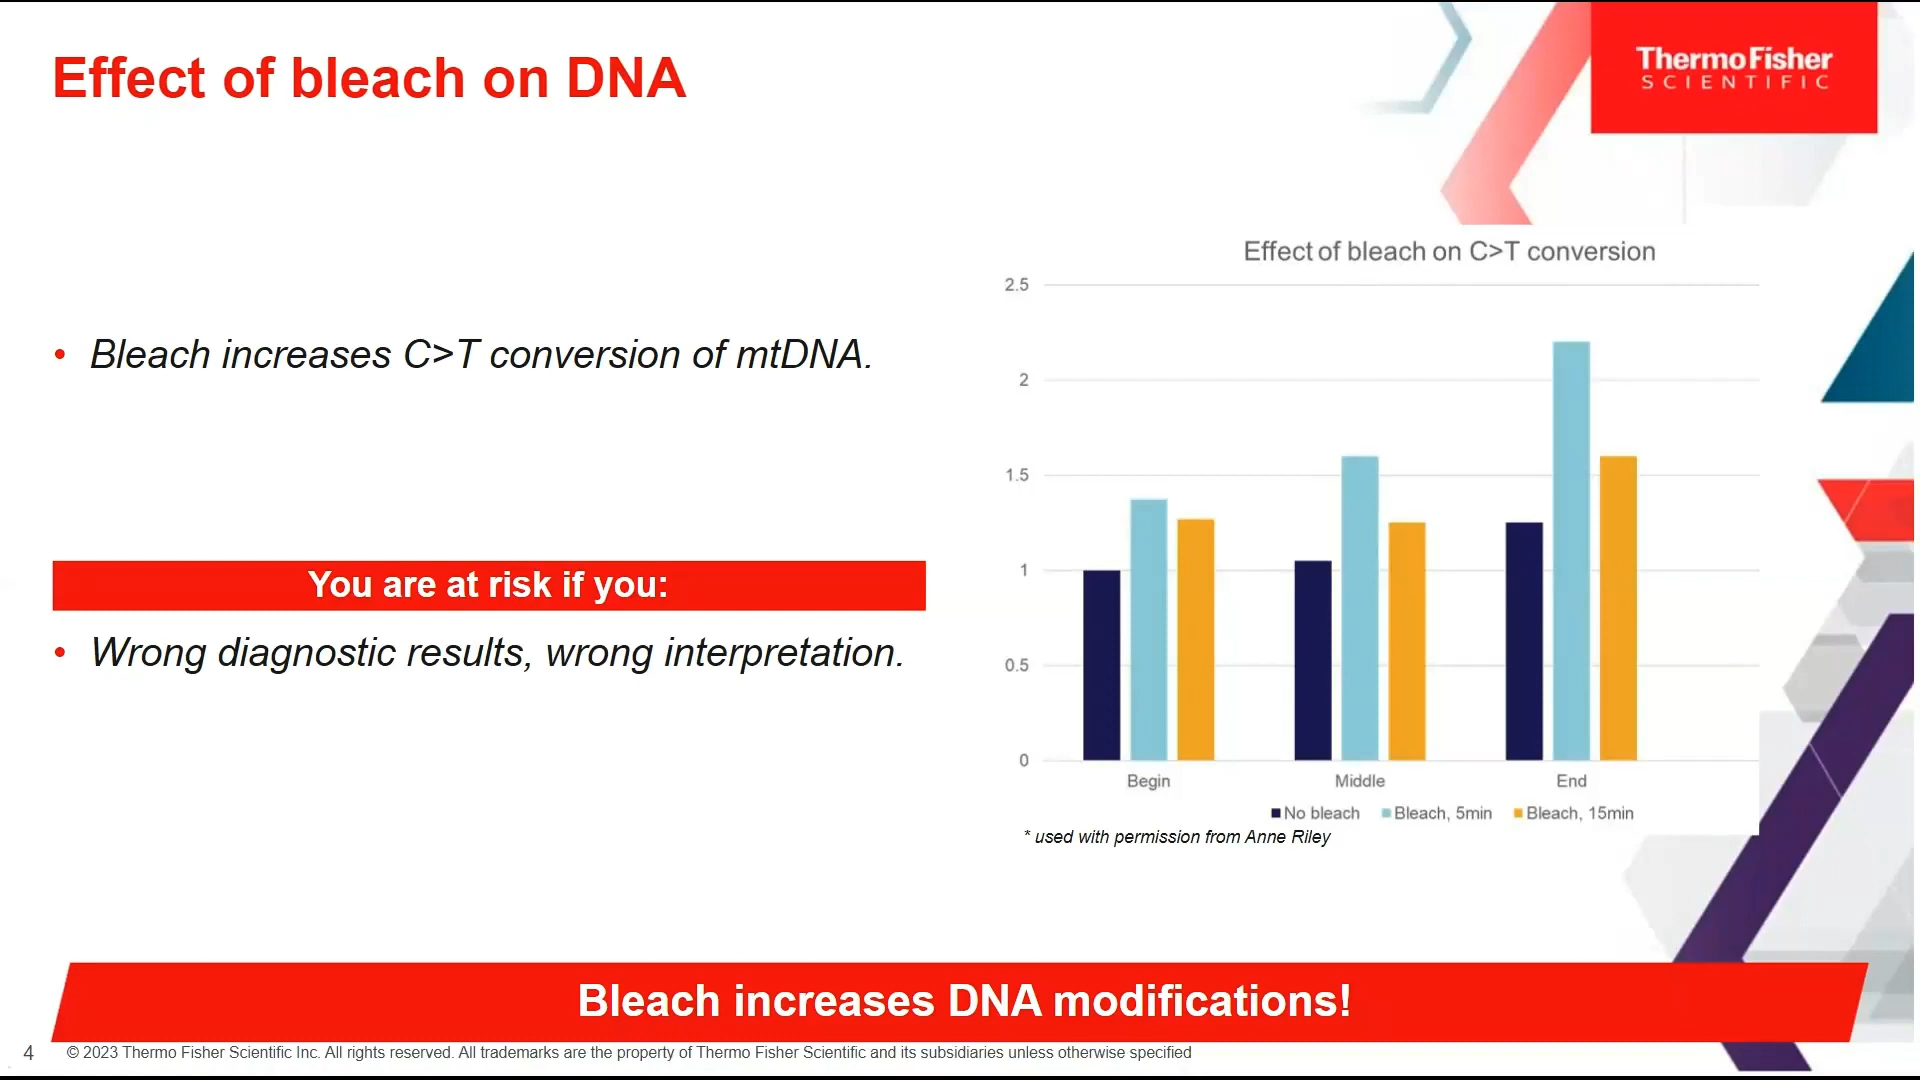 Effect of bleach on DNA
ThermoFisher
SCIENTIFIC
• Bleach increases C>T conversion of mtDNA.
You are at risk if you:
• Wrong diagnostic results, wrong interpretation.
Effect of bleach on C>T conversion
2.5
2
1.5
1
0.5
0
Begin Middle End
No bleach Bleach, 5min Bleach, 15min
* used with permission from Anne Riley
Bleach increases DNA modifications!
4 © 2023 Thermo Fisher Scientific Inc. All rights reserved. All trademarks are the property of Thermo Fisher Scientific and its subsidiaries unless otherwise specified